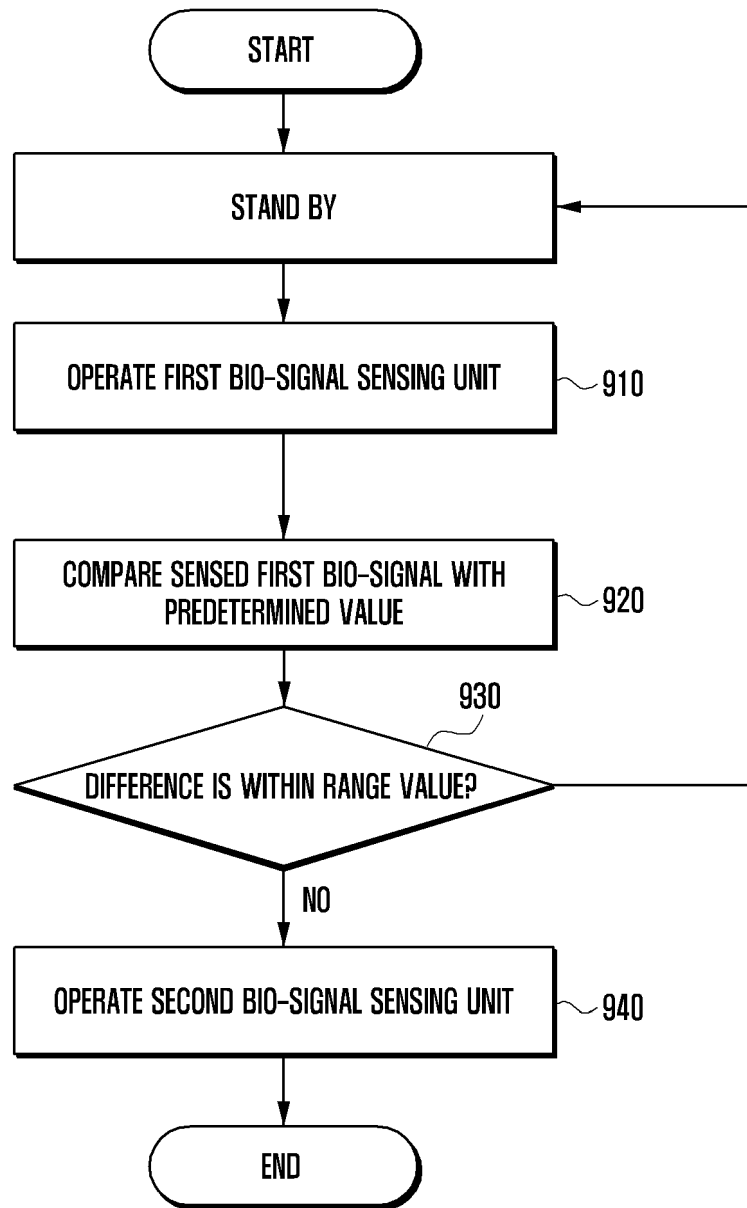 START
STAND BY
OPERATE FIRST BIO-SIGNAL SENSING UNIT
910
COMPARE SENSED FIRST BIO-SIGNAL WITH
PREDETERMINED VALUE
920
930
DIFFERENCE IS WITHIN RANGE VALUE?
NO
OPERATE SECOND BIO-SIGNAL SENSING UNIT
940
END